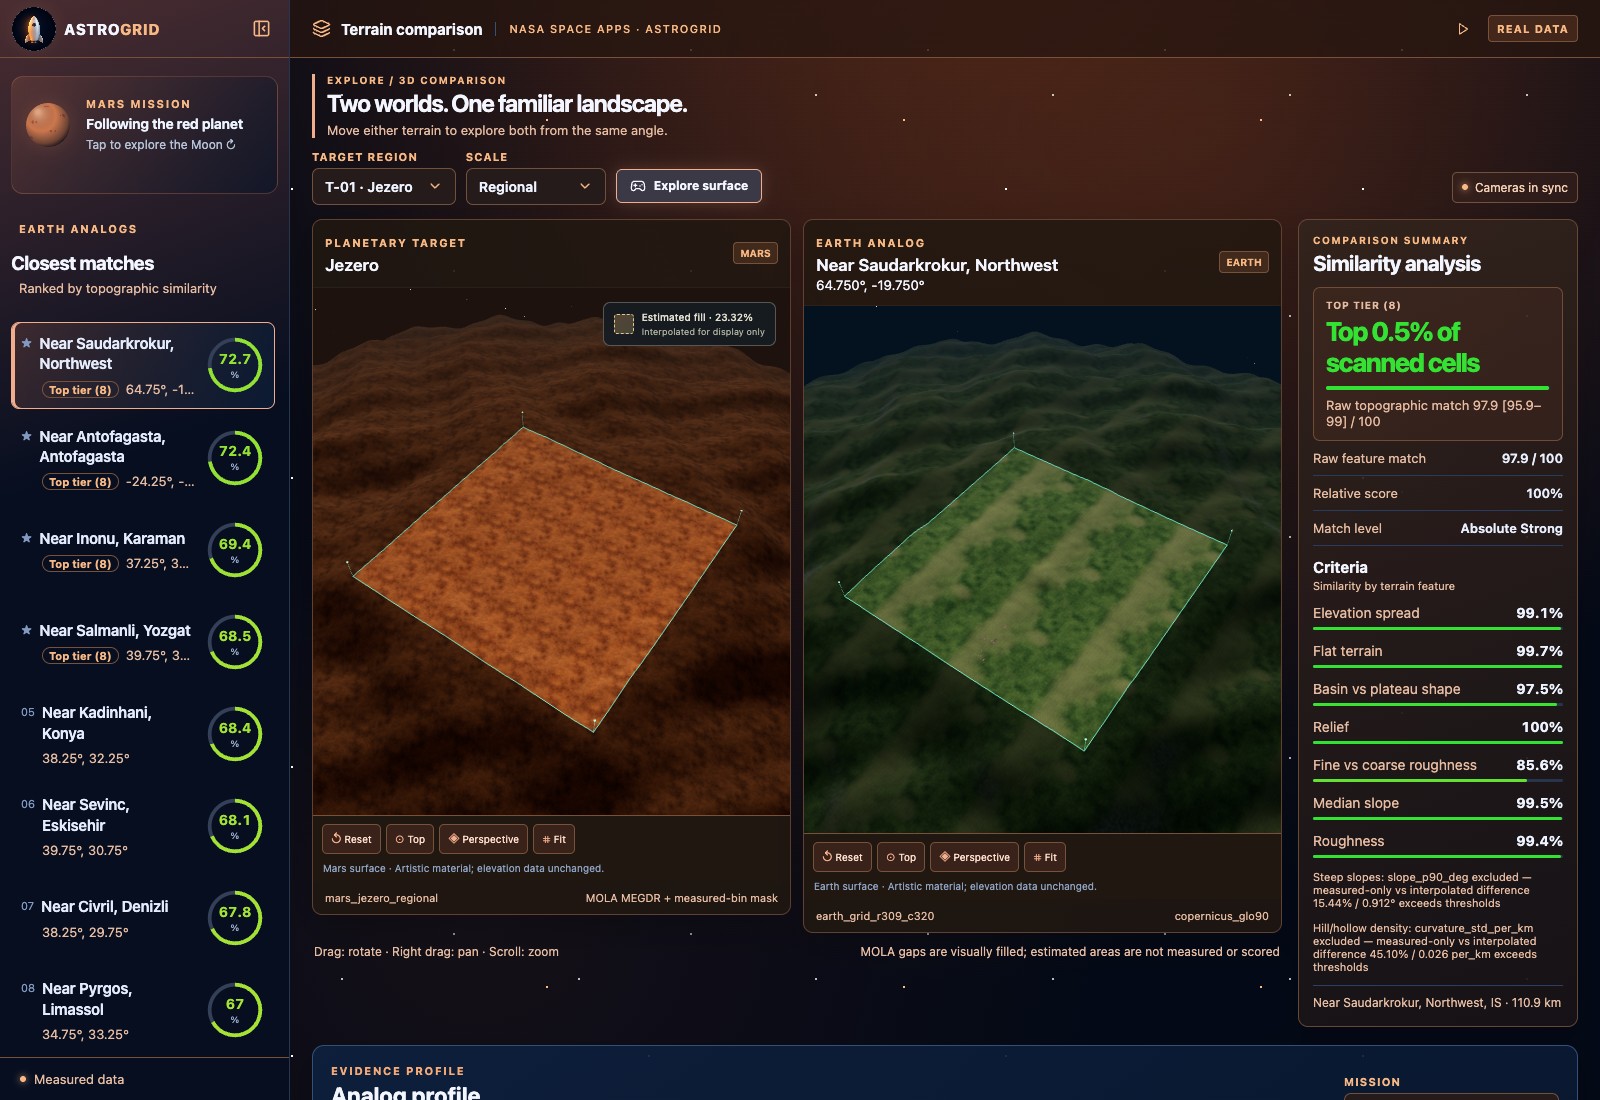 ASTROGRID
Terrain comparison
NASA SPACE APPS · ASTROGRID
REAL DATA
MARS MISSION
Following the red planet
Tap to explore the Moon ↻
EARTH ANALOGS
Closest matches
Ranked by topographic similarity
Near Saudarkrokur,
Northwest
Top tier (8) 64.75°, -1...
72.7
%
Near Antofagasta,
Antofagasta
Top tier (8) -24.25°, -...
72.4
%
Near Inonu, Karaman
Top tier (8) 37.25°, 3...
69.4
%
Near Salmanli, Yozgat
Top tier (8) 39.75°, 3...
68.5
%
05 Near Kadinhani,
Konya
38.25°, 32.25°
68.4
%
06 Near Sevinc,
Eskisehir
39.75°, 30.75°
68.1
%
07 Near Civril, Denizli
38.25°, 29.75°
67.8
%
08 Near Pyrgos,
Limassol
34.75°, 33.25°
67
%
Measured data
EXPLORE / 3D COMPARISON
Two worlds. One familiar landscape.
Move either terrain to explore both from the same angle.
TARGET REGION
T-01 · Jezero
SCALE
Regional
Explore surface
Cameras in sync
PLANETARY TARGET
Jezero
MARS
Estimated fill · 23.32%
Interpolated for display only
Reset
Top
Perspective
Fit
Mars surface · Artistic material; elevation data unchanged.
mars_jezero_regional
MOLA MEGDR + measured-bin mask
EARTH ANALOG
Near Saudarkrokur, Northwest
64.750°, -19.750°
EARTH
Reset
Top
Perspective
Fit
Earth surface · Artistic material; elevation data unchanged.
earth_grid_r309_c320
copernicus_glo90
Drag: rotate · Right drag: pan · Scroll: zoom
MOLA gaps are visually filled; estimated areas are not measured or scored
COMPARISON SUMMARY
Similarity analysis
TOP TIER (8)
Top 0.5% of
scanned cells
Raw topographic match 97.9 [95.9–
99] / 100
Raw feature match 97.9 / 100
Relative score 100%
Match level Absolute Strong
Criteria
Similarity by terrain feature
Elevation spread 99.1%
Flat terrain 99.7%
Basin vs plateau shape 97.5%
Relief 100%
Fine vs coarse roughness 85.6%
Median slope 99.5%
Roughness 99.4%
Steep slopes: slope_p90_deg excluded —
measured-only vs interpolated difference
15.44% / 0.912° exceeds thresholds
Hill/hollow density: curvature_std_per_km
excluded — measured-only vs interpolated
difference 45.10% / 0.026 per_km exceeds
thresholds
Near Saudarkrokur, Northwest, IS · 110.9 km
EVIDENCE PROFILE
Analog profile
MISSION